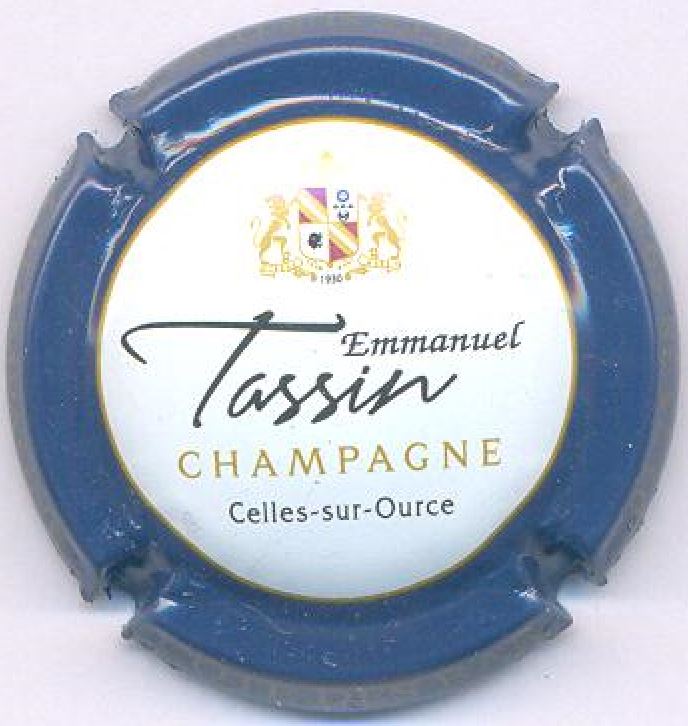 1930
Emmanuel
Tassin
CHAMPAGNE
Celles-sur-Ource